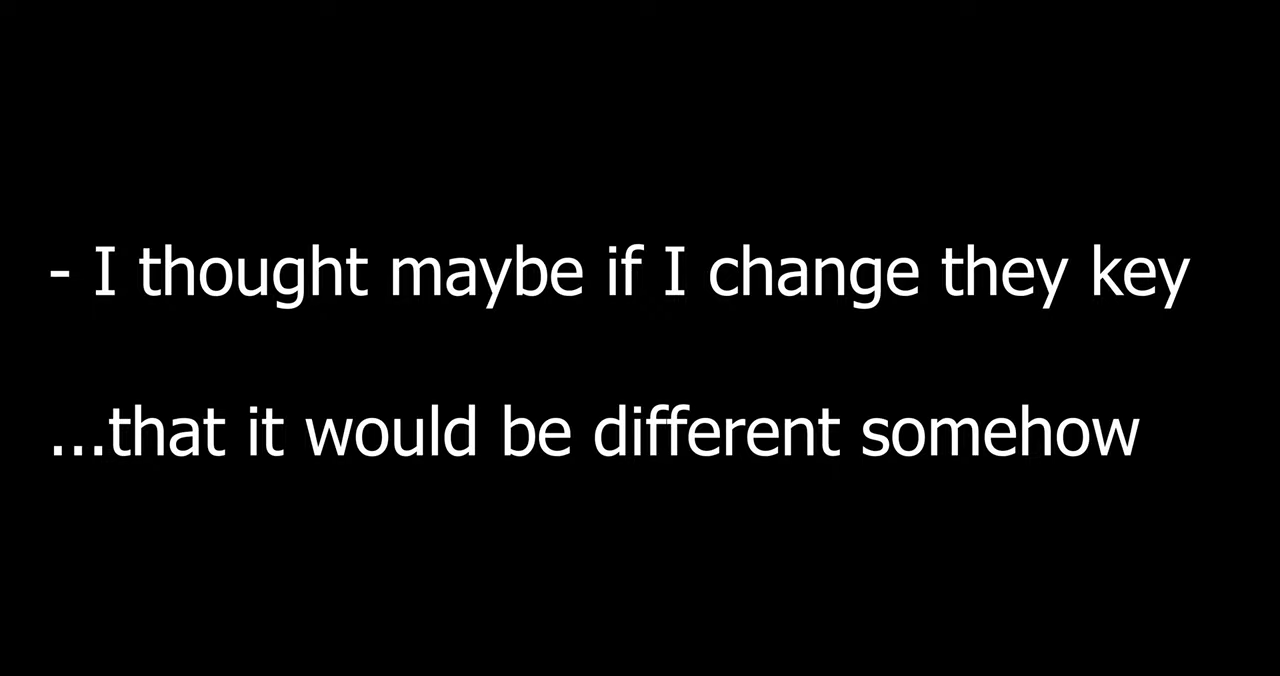 - I thought maybe if I change they key
...that it would be different somehow